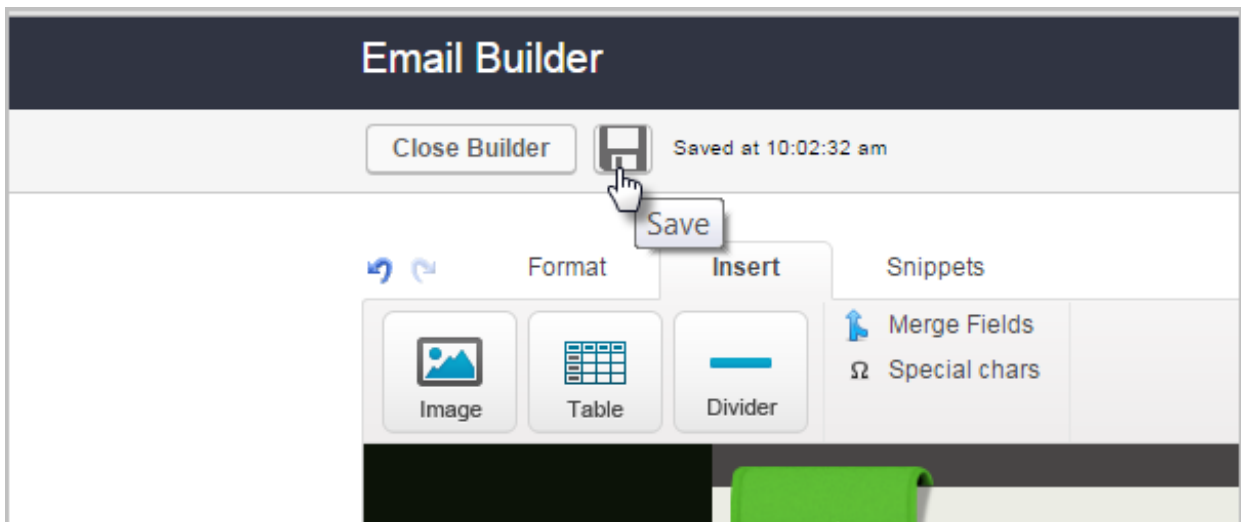 Email Builder
Close Builder Saved at 10:02:32 am
Save
Format Insert Snippets
Merge Fields
Ω Special chars
Image Table Divider